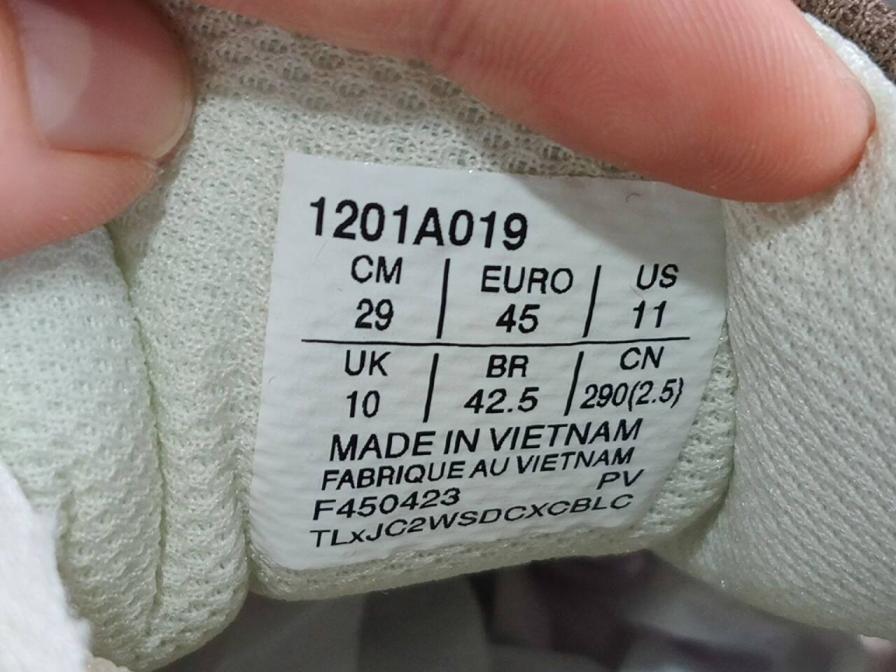 1201A019
CM | EURO | US
29 | 45 | 11
UK | BR | CN
10 | 42.5 | 290(2.5)
MADE IN VIETNAM
FABRIQUE AU VIETNAM
F450423 PV
TLxJC2WSDCXCBLC